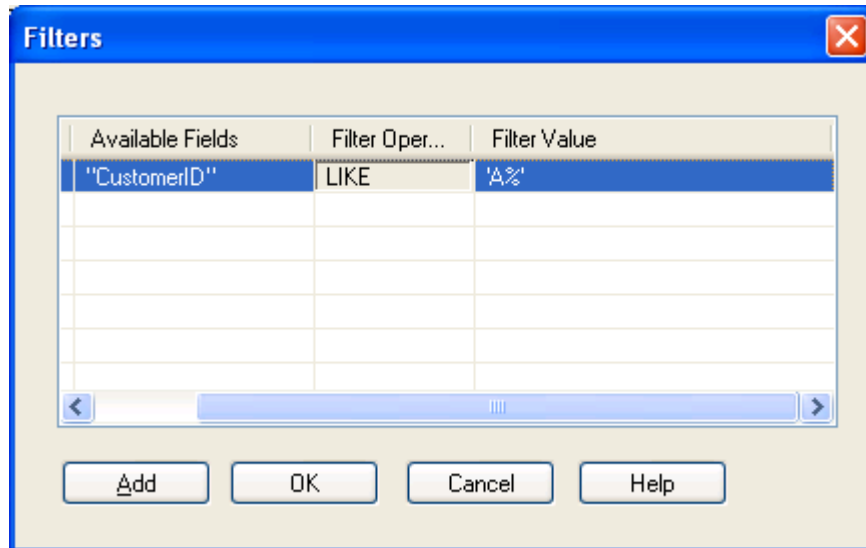 Filters
Available Fields Filter Oper... Filter Value
"CustomerID" LIKE 'A%'
Add OK Cancel Help